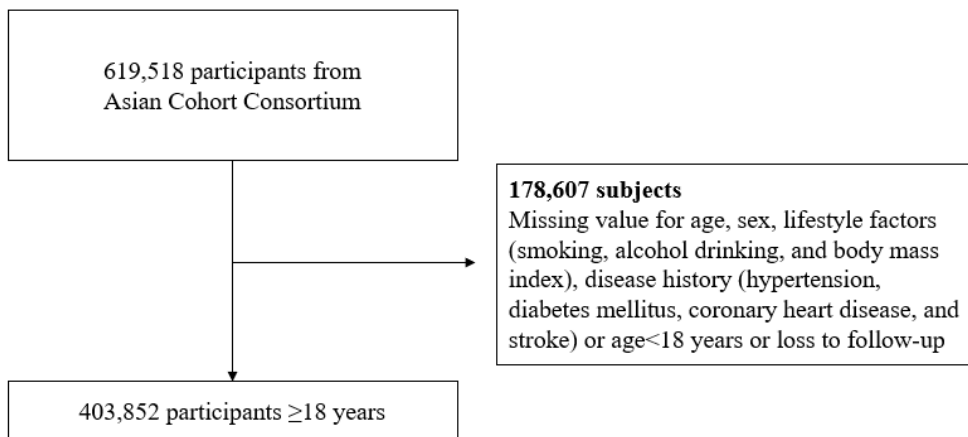 619,518 participants from
Asian Cohort Consortium
178,607 subjects
Missing value for age, sex, lifestyle factors
(smoking, alcohol drinking, and body mass
index), disease history (hypertension,
diabetes mellitus, coronary heart disease, and
stroke) or age<18 years or loss to follow-up
403,852 participants ≥18 years